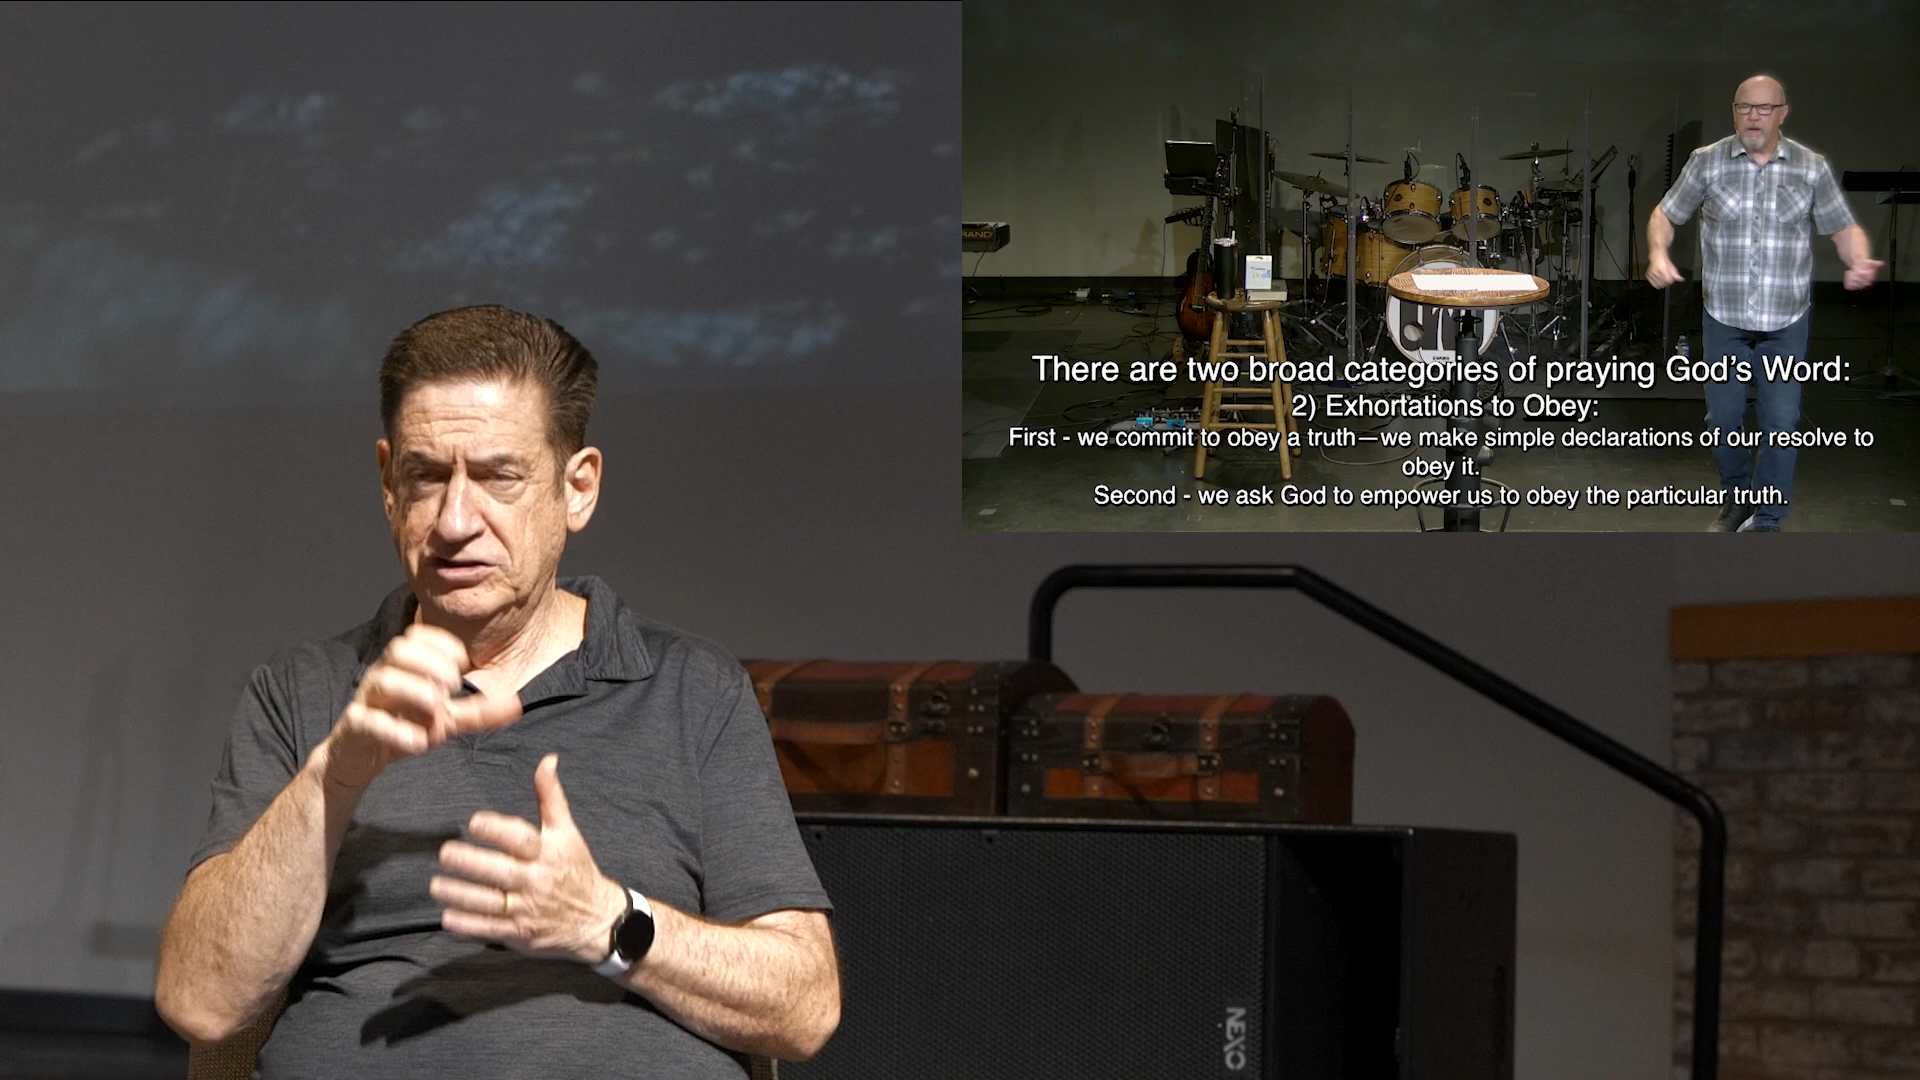 There are two broad categories of praying God's Word:
2) Exhortations to Obey:
First - we commit to obey a truth—we make simple declarations of our resolve to
obey it.
Second - we ask God to empower us to obey the particular truth.
NEXO